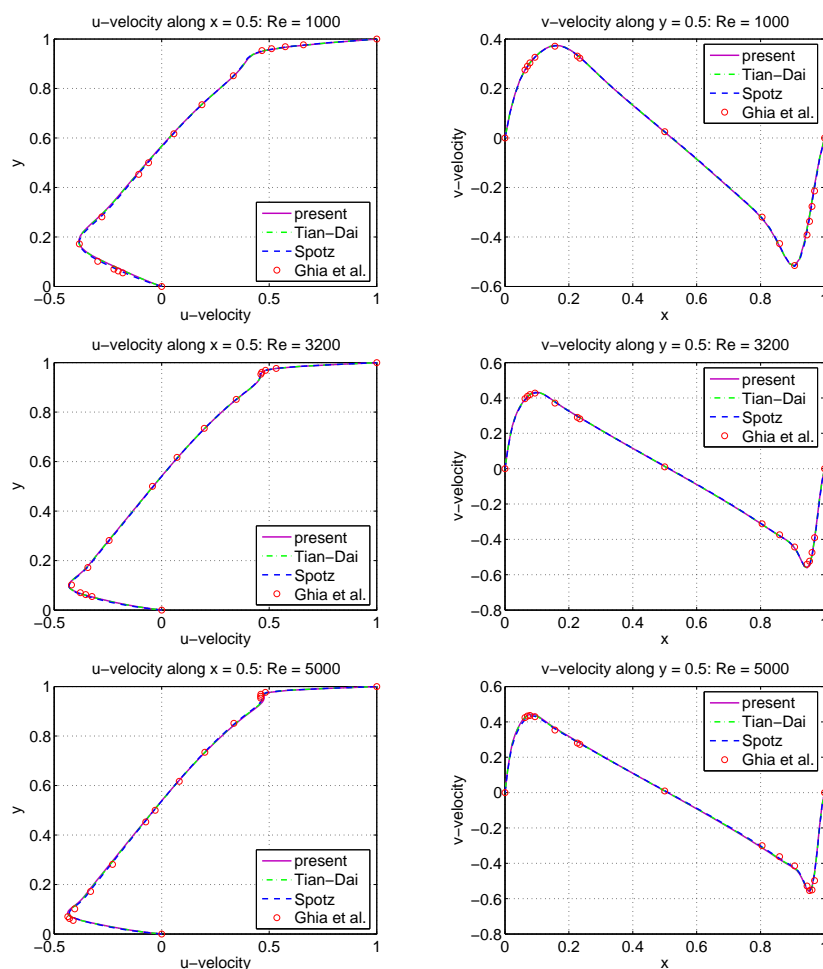 u−velocity along x = 0.5: Re = 1000
1
0.8
0.6
0.4
0.2
0
y
−0.5
0
0.5
1
u−velocity
present
Tian−Dai
Spotz
Ghia et al.
v−velocity along y = 0.5: Re = 1000
0.4
0.2
0
−0.2
−0.4
−0.6
v−velocity
0
0.2
0.4
0.6
0.8
1
x
present
Tian−Dai
Spotz
Ghia et al.
u−velocity along x = 0.5: Re = 3200
1
0.8
0.6
0.4
0.2
0
y
−0.5
0
0.5
1
u−velocity
present
Tian−Dai
Spotz
Ghia et al.
v−velocity along y = 0.5: Re = 3200
0.6
0.4
0.2
0
−0.2
−0.4
−0.6
−0.8
v−velocity
0
0.2
0.4
0.6
0.8
1
x
present
Tian−Dai
Spotz
Ghia et al.
u−velocity along x = 0.5: Re = 5000
1
0.8
0.6
0.4
0.2
0
y
−0.5
0
0.5
1
u−velocity
present
Tian−Dai
Spotz
Ghia et al.
v−velocity along y = 0.5: Re = 5000
0.6
0.4
0.2
0
−0.2
−0.4
−0.6
−0.8
v−velocity
0
0.2
0.4
0.6
0.8
1
x
present
Tian−Dai
Spotz
Ghia et al.